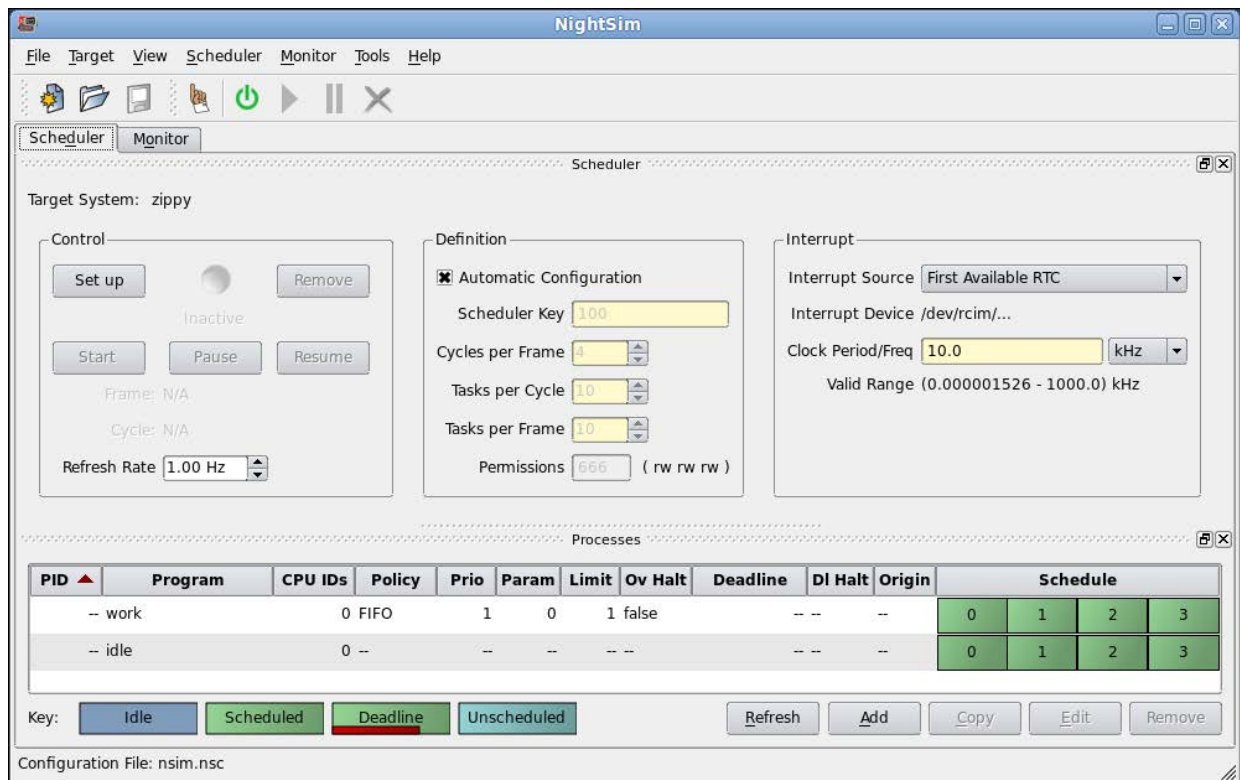 NightSim
File Target View Scheduler Monitor Tools Help
Scheduler Monitor
Scheduler
Target System: zippy
Control
Set up Remove
Inactive
Start Pause Resume
Frame: N/A
Cycle: N/A
Refresh Rate 1.00 Hz
Definition
Automatic Configuration
Scheduler Key 100
Cycles per Frame 4
Tasks per Cycle 10
Tasks per Frame 10
Permissions 666 ( rw rw rw )
Interrupt
Interrupt Source First Available RTC
Interrupt Device /dev/rcim/...
Clock Period/Freq 10.0 kHz
Valid Range (0.000001526 - 1000.0) kHz
Processes
PID Program CPU IDs Policy Prio Param Limit Ov Halt Deadline Dl Halt Origin Schedule
-- work 0 FIFO 1 0 1 false -- -- -- 0 1 2 3
-- idle 0 -- -- -- -- -- -- -- -- 0 1 2 3
Key: Idle Scheduled Deadline Unscheduled Refresh Add Copy Edit Remove
Configuration File: nsim.nsc